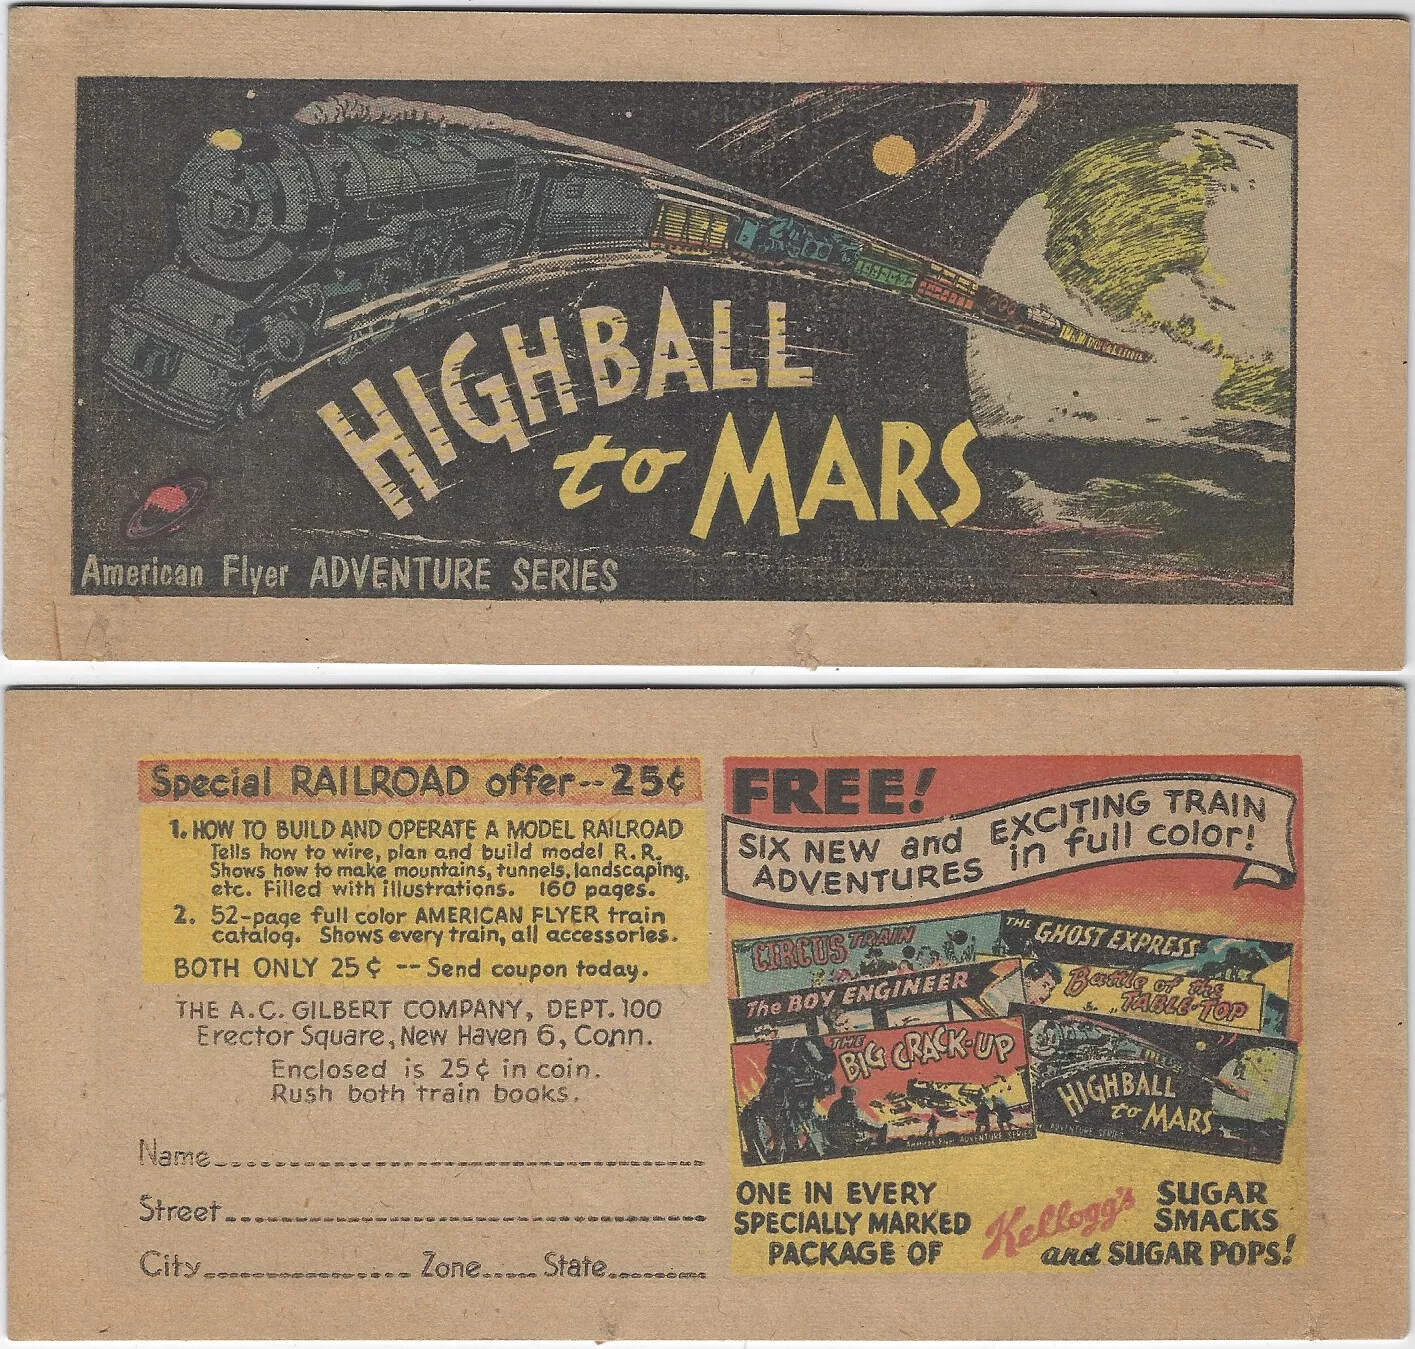 HIGHBALL
to MARS
American Flyer ADVENTURE SERIES
Special RAILROAD offer--25¢
1. HOW TO BUILD AND OPERATE A MODEL RAILROAD
Tells how to wire, plan and build model R.R.
Shows how to make mountains, tunnels, landscaping,
etc. Filled with illustrations. 160 pages.
2. 52-page full color AMERICAN FLYER train
catalog. Shows every train, all accessories.
BOTH ONLY 25¢ -- Send coupon today.
THE A.C. GILBERT COMPANY, DEPT. 100
Erector Square, New Haven 6, Conn.
Enclosed is 25¢ in coin.
Rush both train books.
Name
Street
City Zone State
FREE!
SIX NEW and EXCITING TRAIN
ADVENTURES in full color!
CIRCUS TRAIN
THE GHOST EXPRESS
The BOY ENGINEER
Battle of the
TABLE-TOP
THE BIG CRACK-UP
AMERICAN FLYER ADVENTURE SERIES
HIGHBALL
to MARS
ADVENTURE SERIES
ONE IN EVERY
SPECIALLY MARKED
PACKAGE OF
Kellogg's SUGAR
SMACKS
and SUGAR POPS!